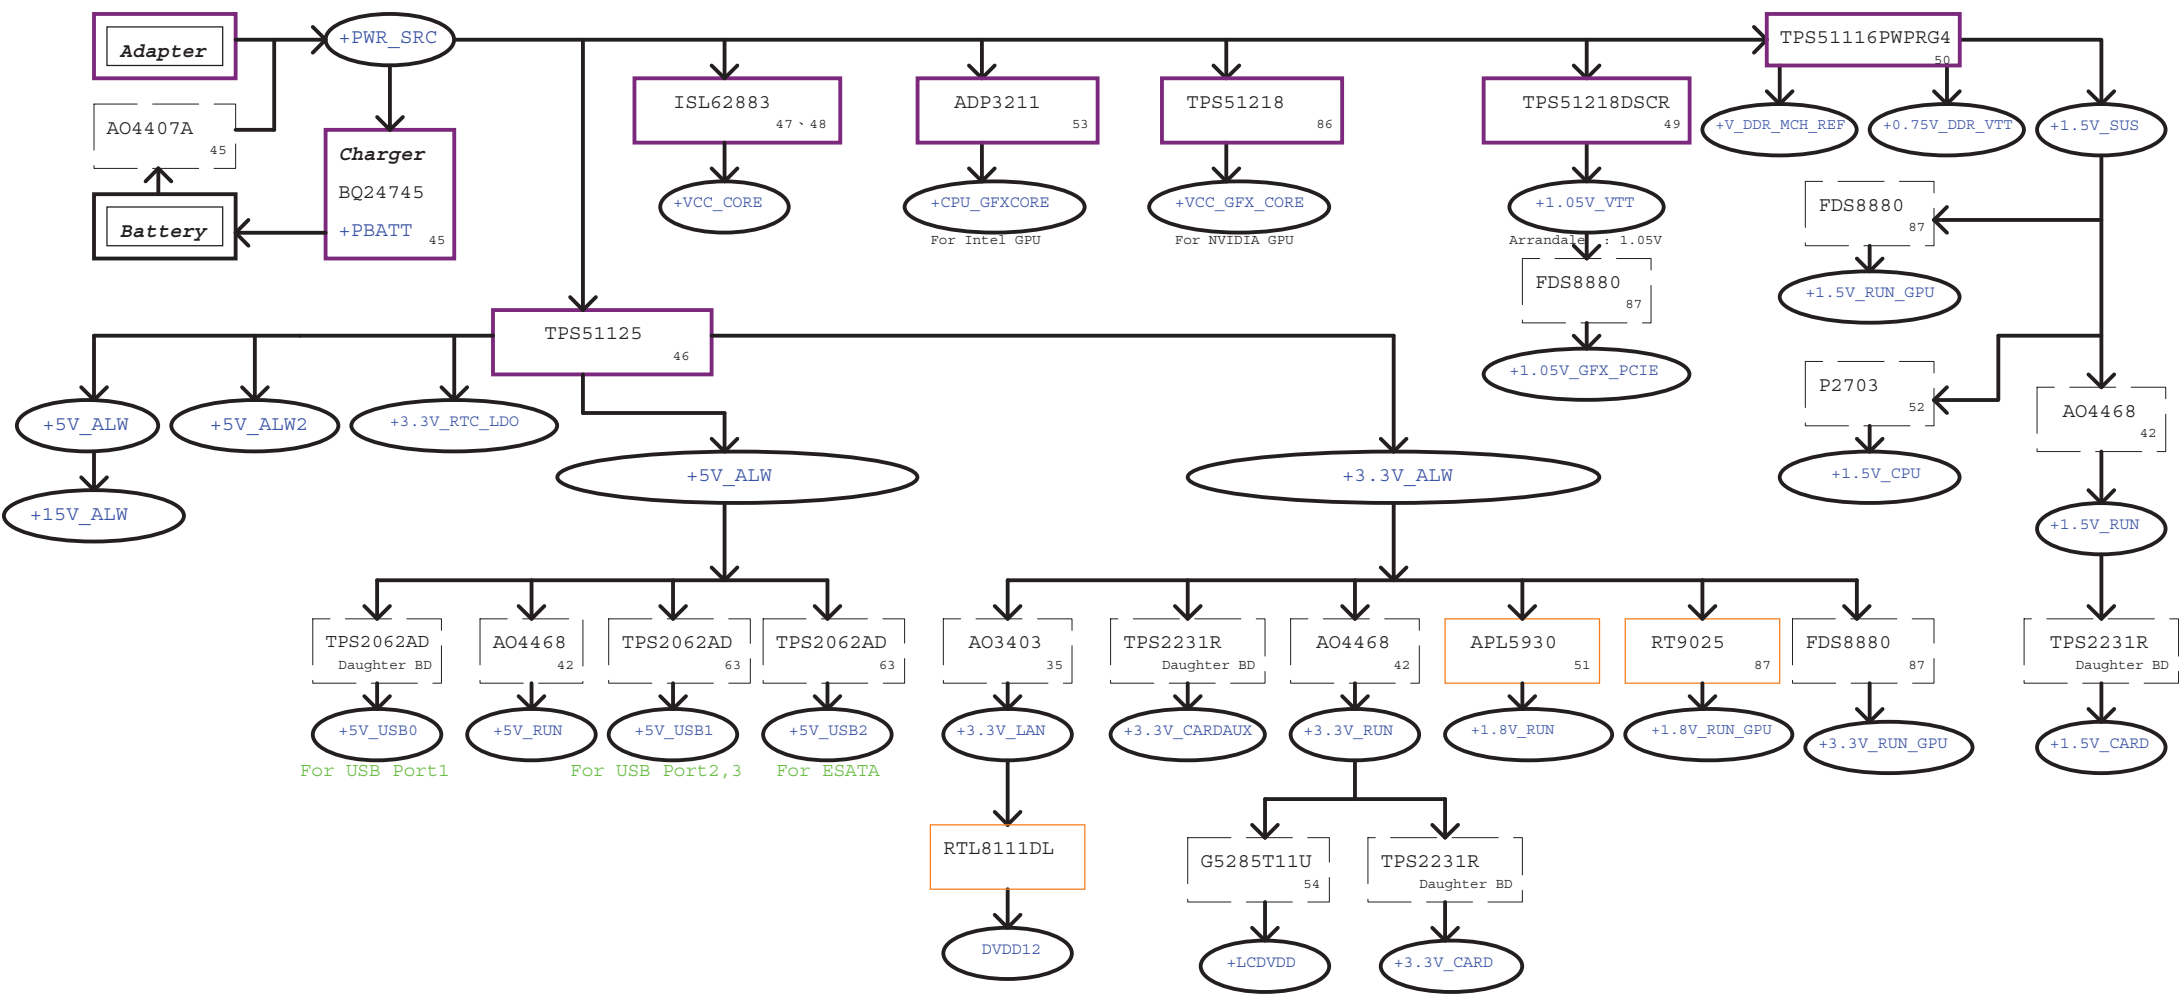 Adapter
+PWR_SRC
TPS51116PWPRG4
50
AO4407A
45
Charger
BQ24745
+PBATT
45
Battery
ISL62883
47、48
ADP3211
53
TPS51218
86
TPS51218DSCR
49
+V_DDR_MCH_REF
+0.75V_DDR_VTT
+1.5V_SUS
+VCC_CORE
+CPU_GFXCORE
For Intel GPU
+VCC_GFX_CORE
For NVIDIA GPU
+1.05V_VTT
Arrandale : 1.05V
FDS8880
87
+1.05V_GFX_PCIE
FDS8880
87
+1.5V_RUN_GPU
P2703
52
+1.5V_CPU
AO4468
42
+1.5V_RUN
TPS2231R
Daughter BD
+1.5V_CARD
TPS51125
46
+5V_ALW
+5V_ALW2
+3.3V_RTC_LDO
+15V_ALW
+5V_ALW
+3.3V_ALW
TPS2062AD
Daughter BD
AO4468
42
TPS2062AD
63
TPS2062AD
63
AO3403
35
TPS2231R
Daughter BD
AO4468
42
APL5930
51
RT9025
87
FDS8880
87
+5V_USB0
For USB Port1
+5V_RUN
+5V_USB1
For USB Port2,3
+5V_USB2
For ESATA
+3.3V_LAN
+3.3V_CARDAUX
+3.3V_RUN
+1.8V_RUN
+1.8V_RUN_GPU
+3.3V_RUN_GPU
RTL8111DL
G5285T11U
54
TPS2231R
Daughter BD
DVDD12
+LCDVDD
+3.3V_CARD